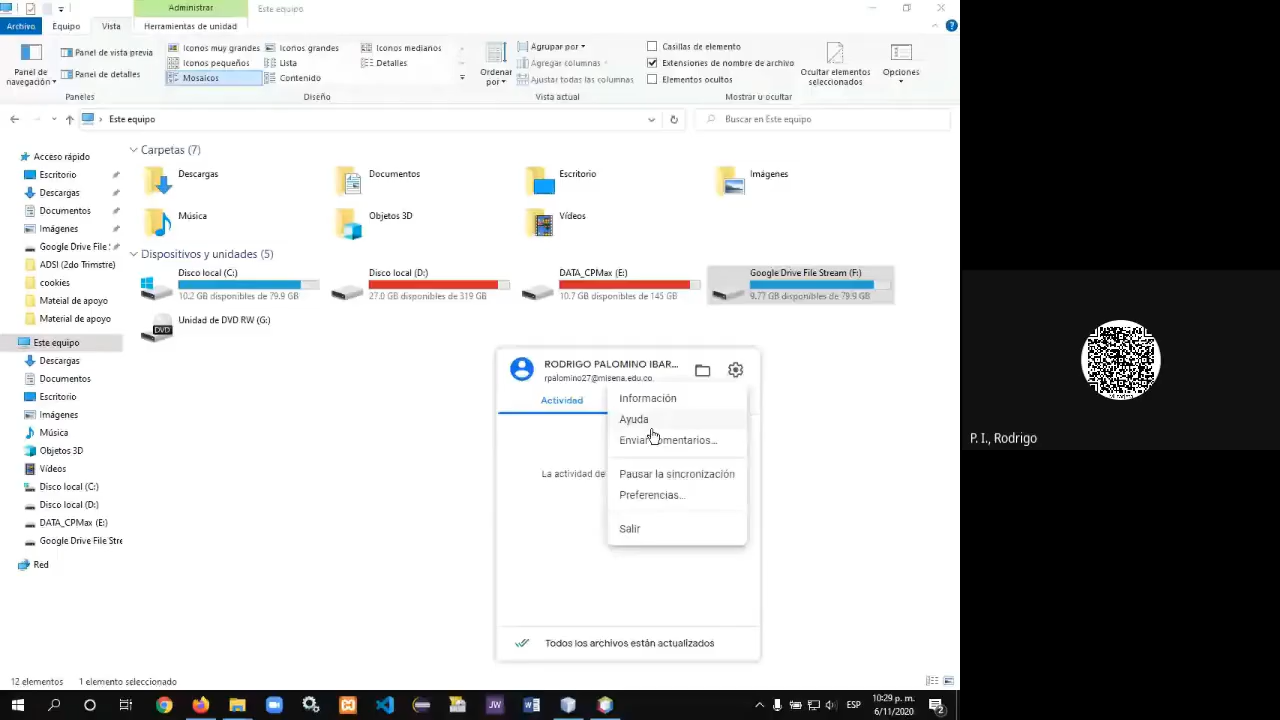 Administrar
Este equipo
Archivo
Equipo
Vista
Herramientas de unidad
Panel de navegación
Panel de vista previa
Panel de detalles
Paneles
Iconos muy grandes
Iconos grandes
Iconos medianos
Iconos pequeños
Lista
Detalles
Mosaicos
Contenido
Diseño
Ordenar por
Agrupar por
Agregar columnas
Ajustar todas las columnas
Vista actual
Casillas de elemento
Extensiones de nombre de archivo
Elementos ocultos
Ocultar elementos seleccionados
Mostrar u ocultar
Opciones
Este equipo
Buscar en Este equipo
Acceso rápido
Escritorio
Descargas
Documentos
Imágenes
Google Drive File
ADSI (2do Trimstre)
cookies
Mateial de apoyo
Material de apoyo
Este equipo
Descargas
Documentos
Escritorio
Imágenes
Música
Objetos 3D
Vídeos
Disco local (C:)
Disco local (D:)
DATA_CPMax (E:)
Google Drive File Stre
Red
Carpetas (7)
Descargas
Documentos
Escritorio
Imágenes
Música
Objetos 3D
Vídeos
Dispositivos y unidades (5)
Disco local (C:)
10.2 GB disponibles de 79.9 GB
Disco local (D:)
27.0 GB disponibles de 319 GB
DATA_CPMax (E:)
10.7 GB disponibles de 145 GB
Google Drive File Stream (F:)
9.77 GB disponibles de 79.9 GB
Unidad de DVD RW (G:)
DVD
RODRIGO PALOMINO IBAR...
rpalomino27@misena.edu.co
Actividad
La actividad de
Información
Ayuda
Enviar comentarios...
Pausar la sincronización
Preferencias...
Salir
Todos los archivos están actualizados
12 elementos
1 elemento seleccionado
P. I., Rodrigo
JW
ESP
10:29 p. m.
6/11/2020
2